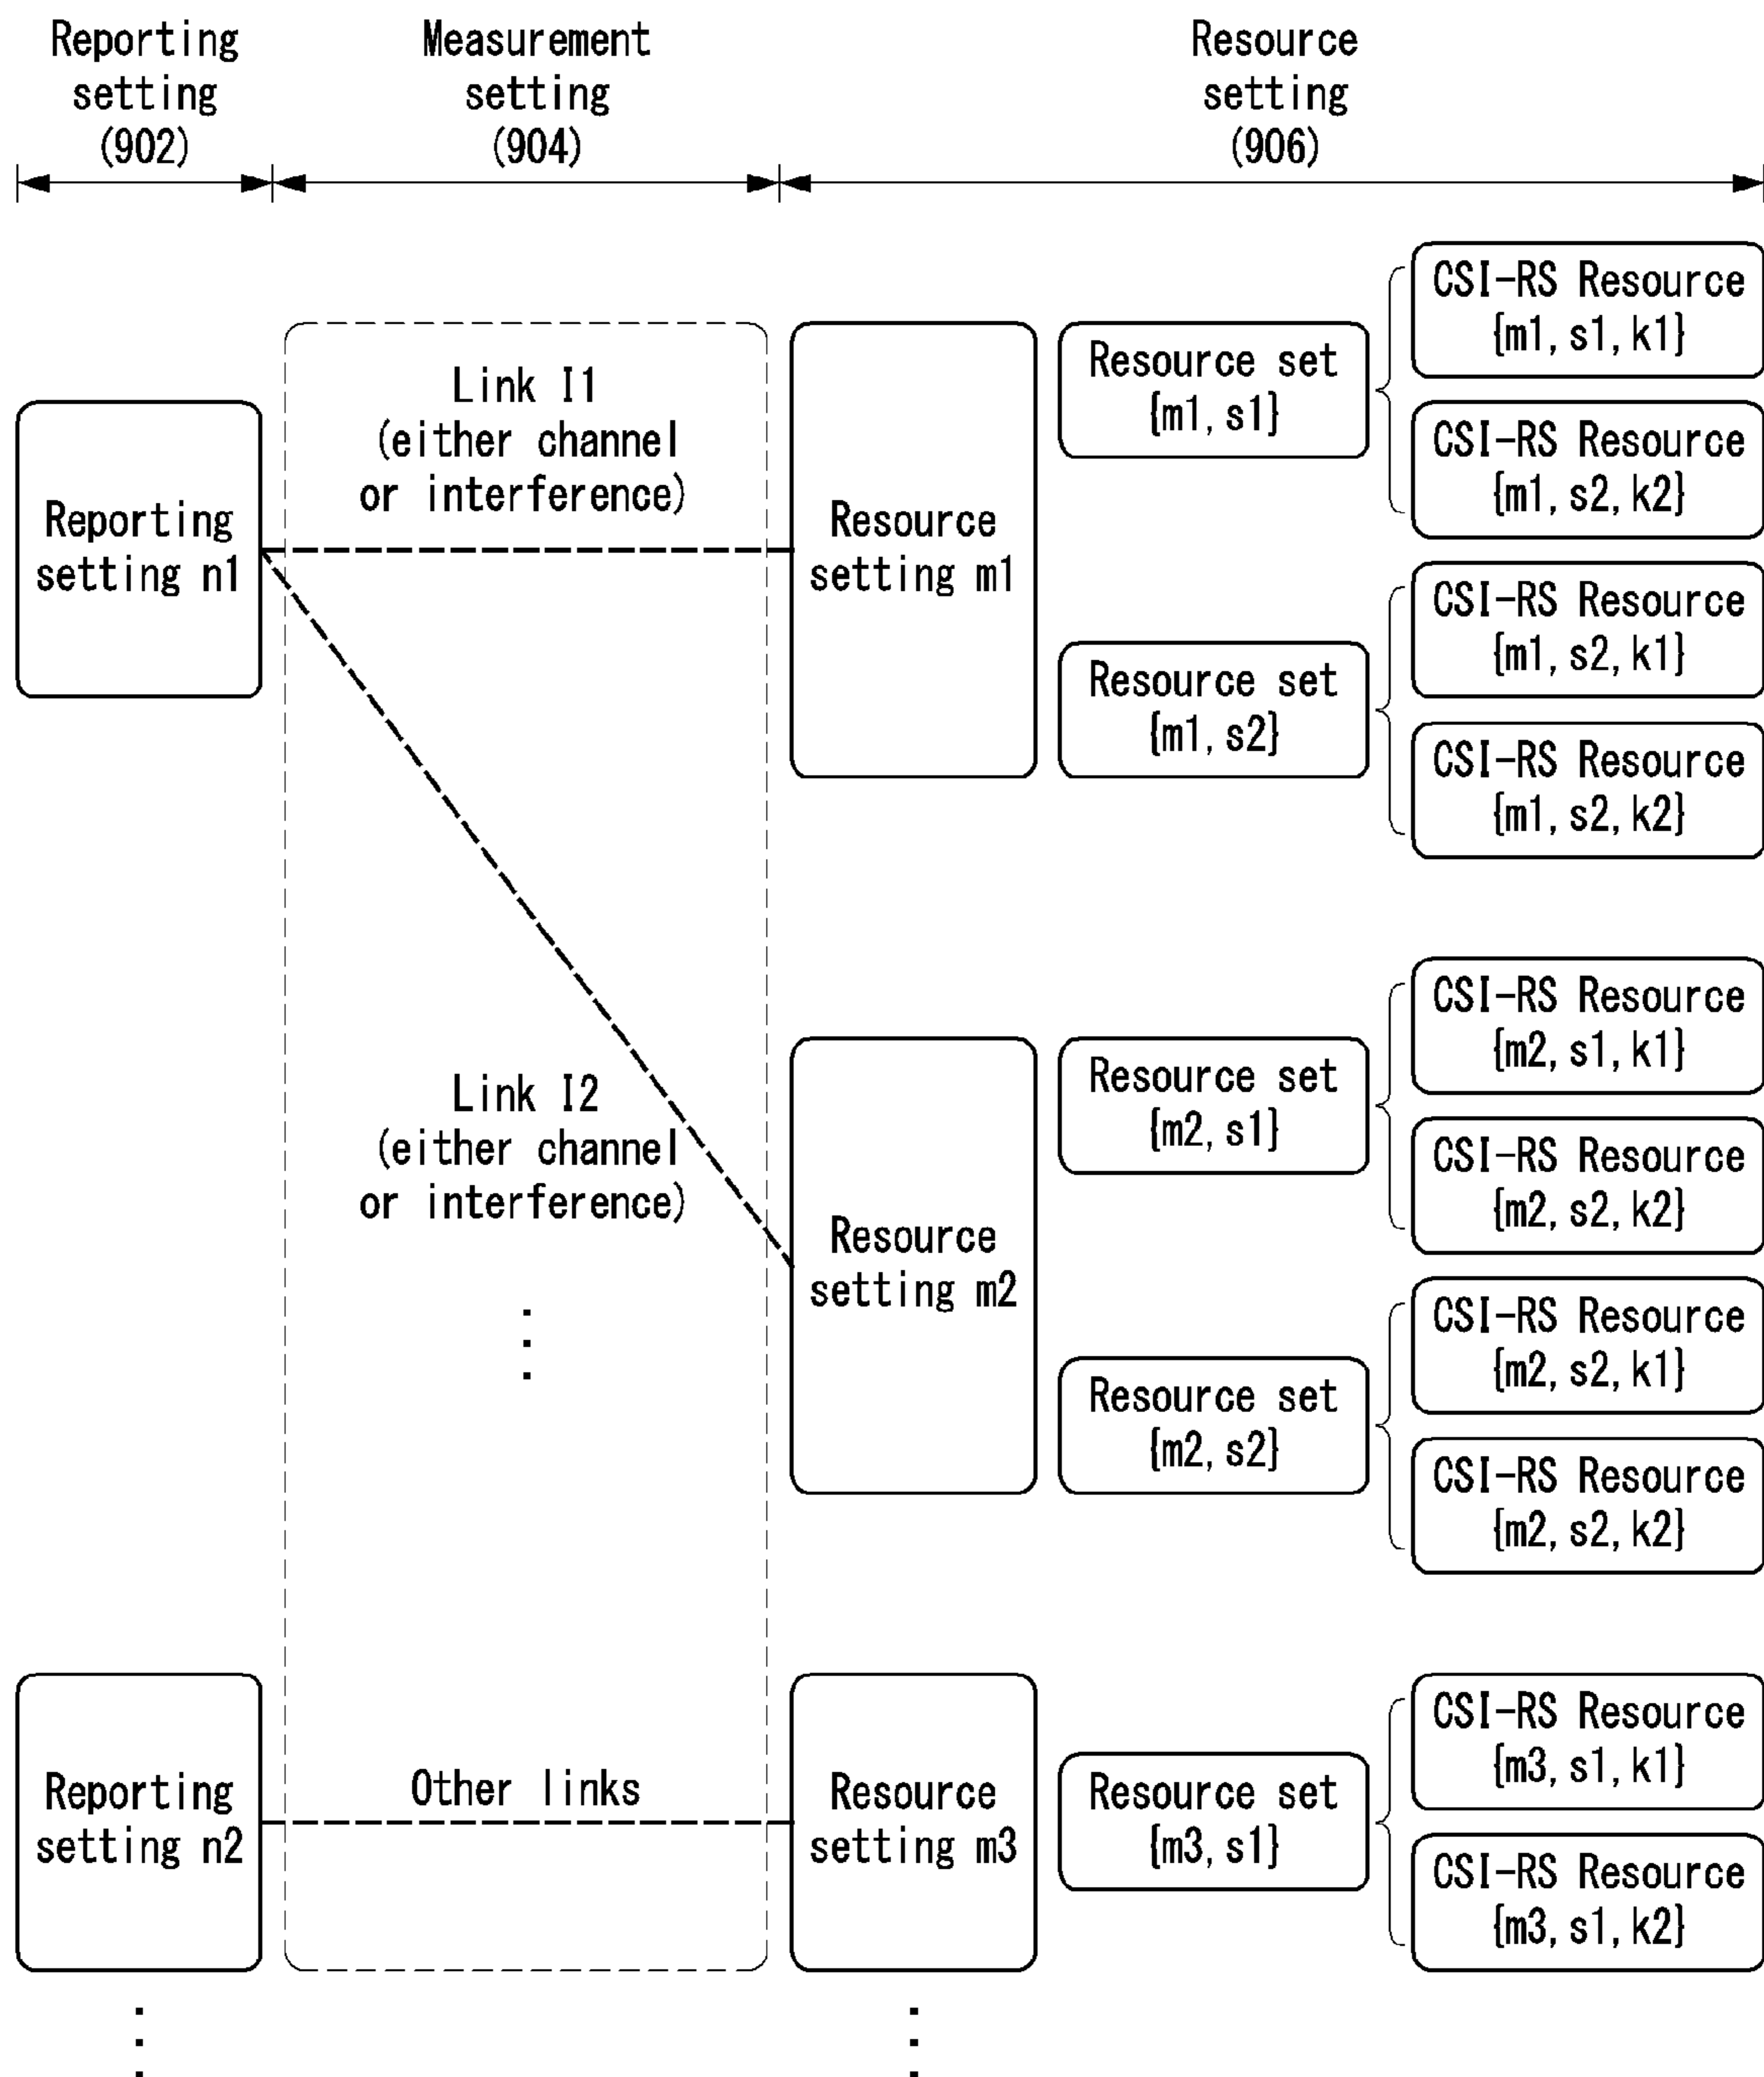 Reporting
setting
(902)
Measurement
setting
(904)
Resource
setting
(906)
Reporting
setting n1
Link I1
(either channel
or interference)
Resource
setting m1
Resource set
{m1, s1}
CSI-RS Resource
{m1, s1, k1}
CSI-RS Resource
{m1, s2, k2}
Resource set
{m1, s2}
CSI-RS Resource
{m1, s2, k1}
CSI-RS Resource
{m1, s2, k2}
Link I2
(either channel
or interference)
Resource
setting m2
Resource set
{m2, s1}
CSI-RS Resource
{m2, s1, k1}
CSI-RS Resource
{m2, s2, k2}
Resource set
{m2, s2}
CSI-RS Resource
{m2, s2, k1}
CSI-RS Resource
{m2, s2, k2}
Reporting
setting n2
Other links
Resource
setting m3
Resource set
{m3, s1}
CSI-RS Resource
{m3, s1, k1}
CSI-RS Resource
{m3, s1, k2}